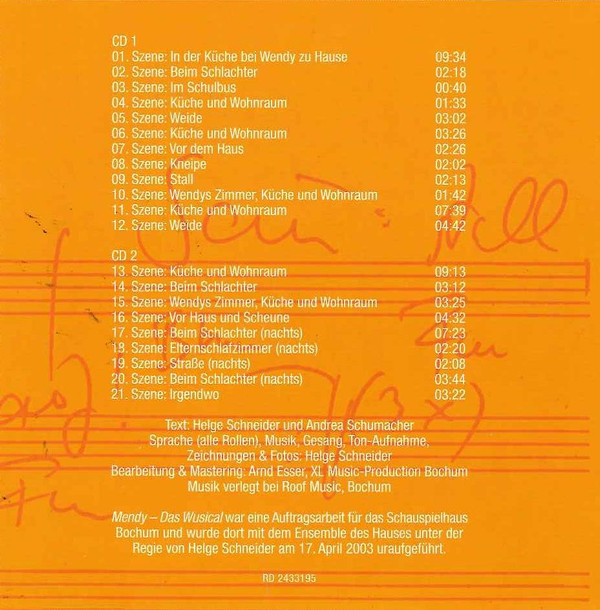 CD 1
01. Szene: In der Küche bei Wendy zu Hause 09:34
02. Szene: Beim Schlachter 02:18
03. Szene: Im Schulbus 00:40
04. Szene: Küche und Wohnraum 01:33
05. Szene: Weide 03:02
06. Szene: Küche und Wohnraum 03:26
07. Szene: Vor dem Haus 02:26
08. Szene: Kneipe 02:02
09. Szene: Stall 02:13
10. Szene: Wendys Zimmer, Küche und Wohnraum 01:42
11. Szene: Küche und Wohnraum 07:39
12. Szene: Weide 04:42
CD 2
13. Szene: Küche und Wohnraum 09:13
14. Szene: Beim Schlachter 03:12
15. Szene: Wendys Zimmer, Küche und Wohnraum 03:25
16. Szene: Vor Haus und Scheune 04:32
17. Szene: Beim Schlachter (nachts) 07:23
18. Szene: Elternschlafzimmer (nachts) 02:20
19. Szene: Straße (nachts) 02:08
20. Szene: Beim Schlachter (nachts) 03:44
21. Szene: Irgendwo 03:22
Text: Helge Schneider und Andrea Schumacher
Sprache (alle Rollen), Musik, Gesang, Ton-Aufnahme,
Zeichnungen & Fotos: Helge Schneider
Bearbeitung & Mastering: Arnd Esser, XL Music-Production Bochum
Musik verlegt bei Roof Music, Bochum
Mendy – Das Wusical war eine Auftragsarbeit für das Schauspielhaus
Bochum und wurde dort mit dem Ensemble des Hauses unter der
Regie von Helge Schneider am 17. April 2003 uraufgeführt.
RD 2433195